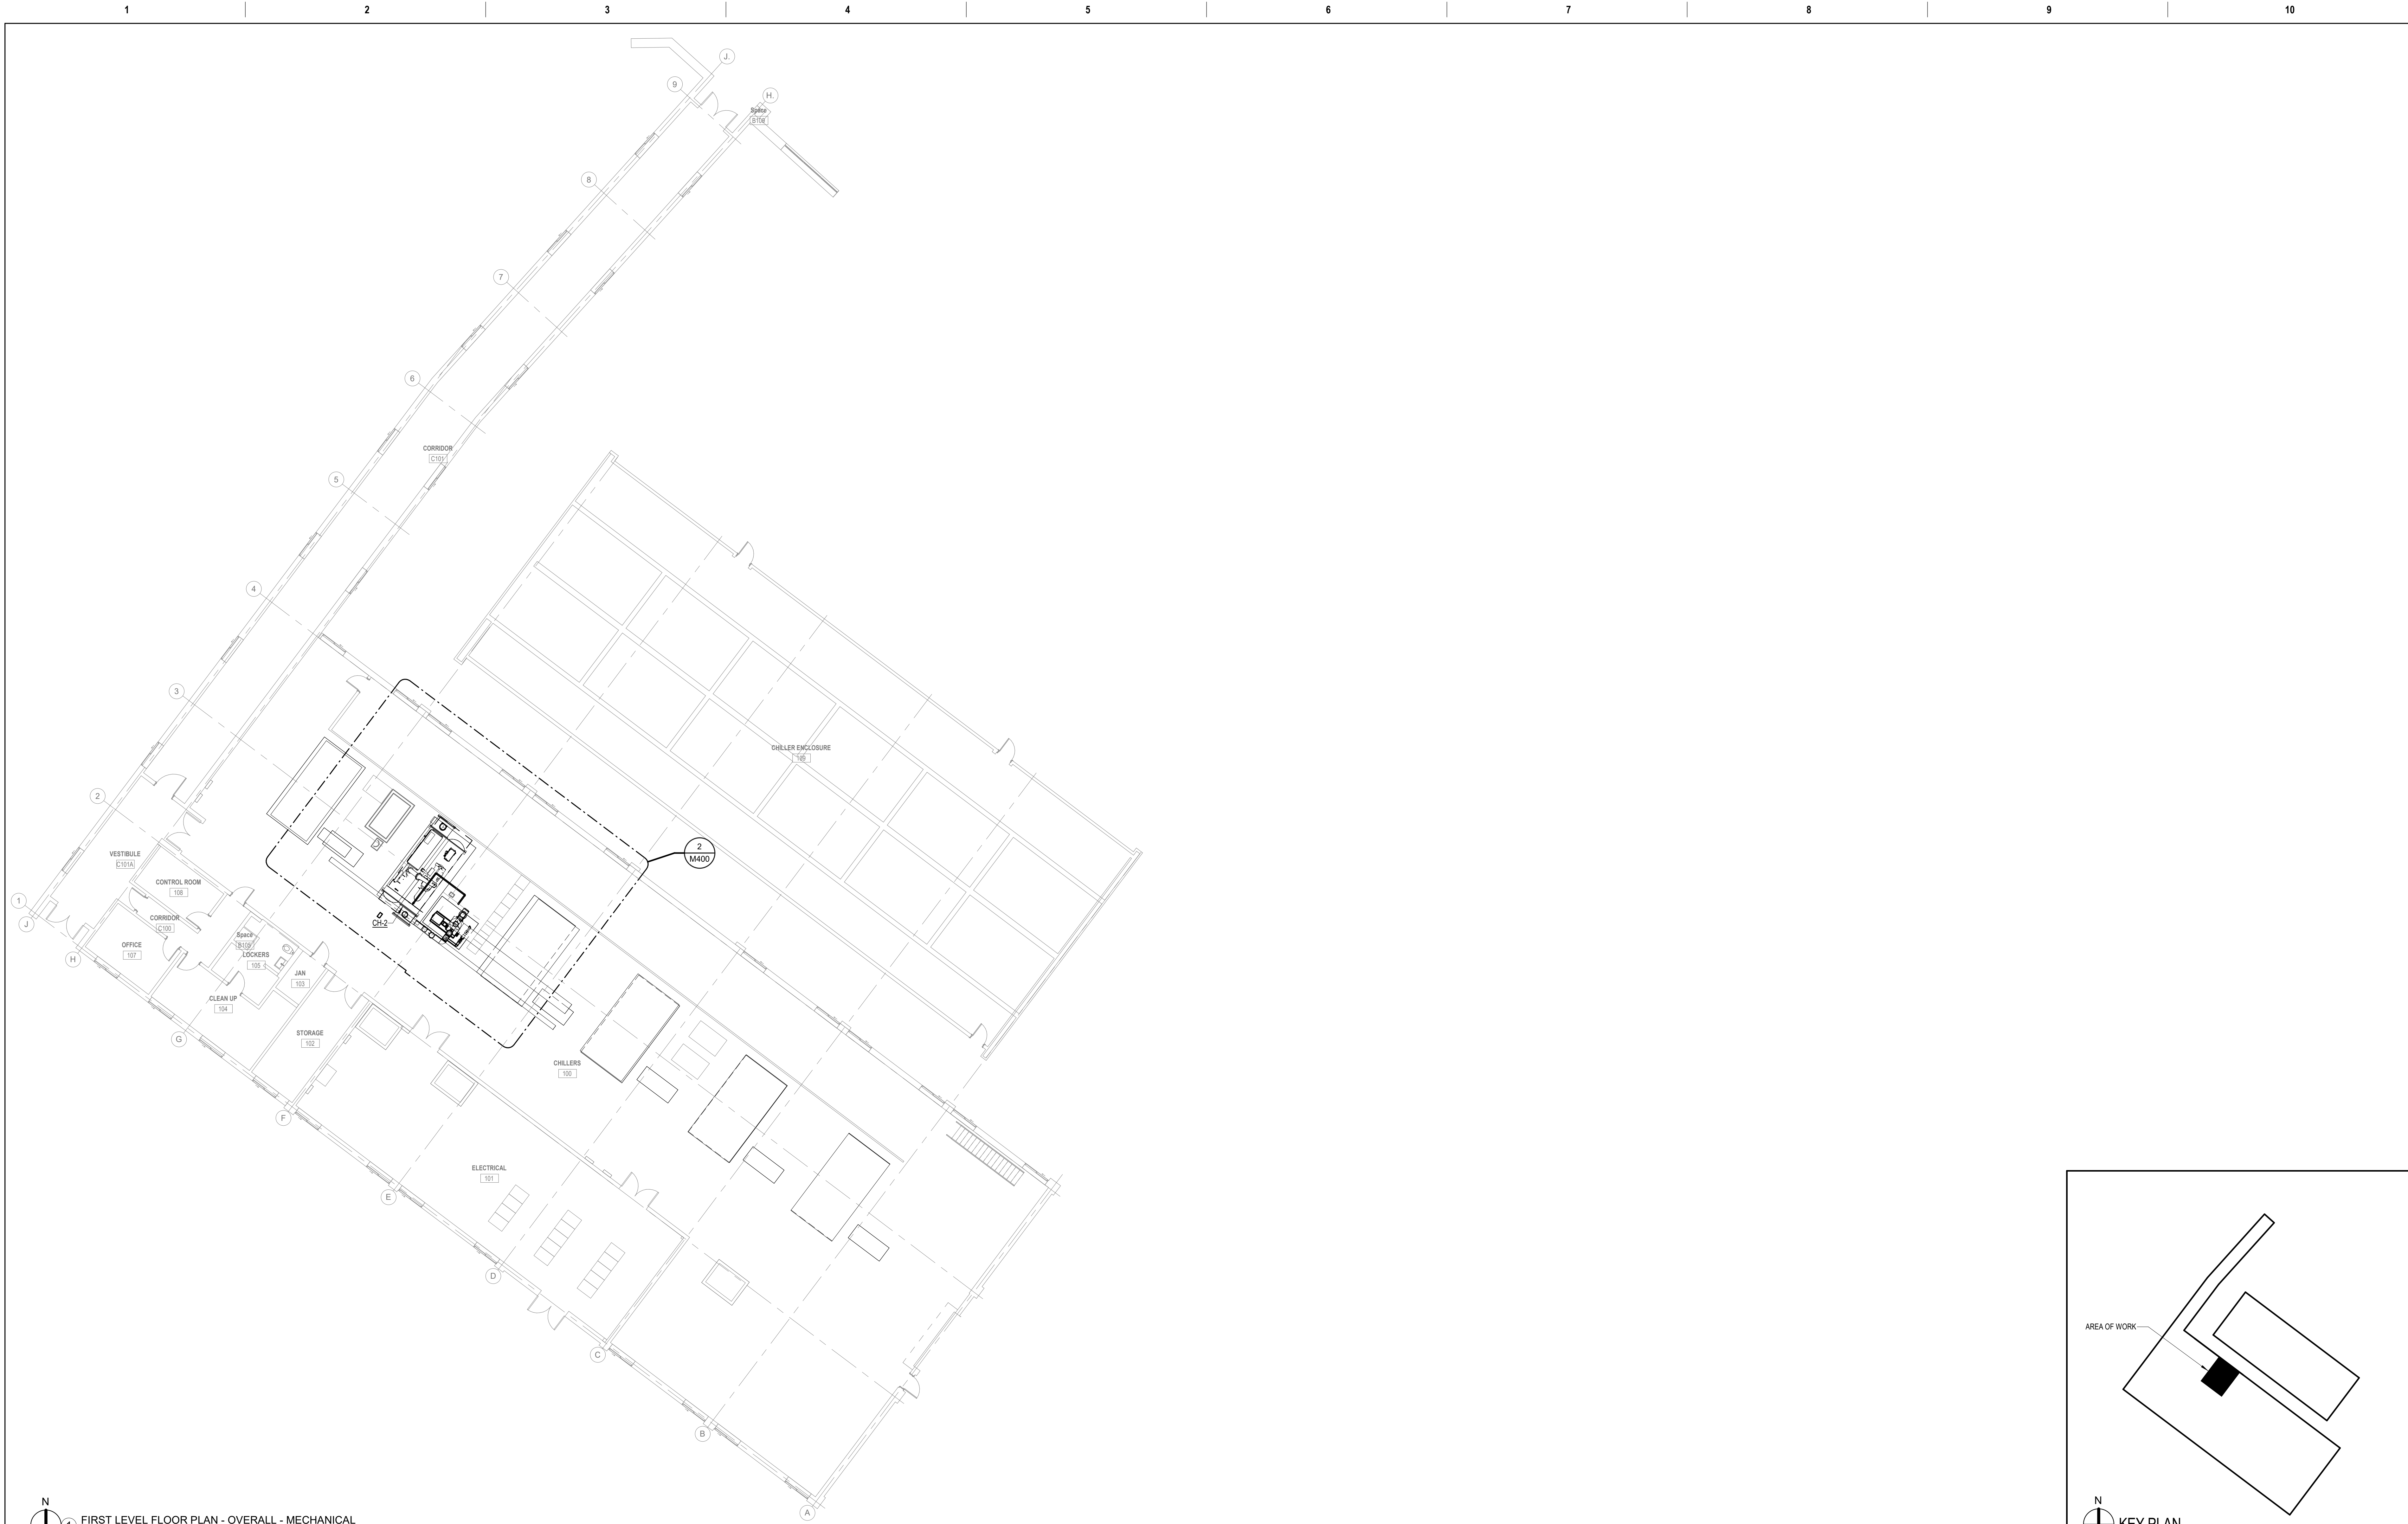 1 2 3 4 5 6 7 8 9 10
J.
9
H.
Space
B109
8
7
6
CORRIDOR
C101
5
4
3
CHILLER ENCLOSURE
109
2
2
M400
VESTIBULE
C101A
CONTROL ROOM
108
1
J
CORRIDOR
C100
CH-2
Space
B108
OFFICE
107
H
LOCKERS
105
JAN
103
CLEAN UP
104
STORAGE
102
G
CHILLERS
100
F
ELECTRICAL
101
E
D
C
B
A
AREA OF WORK
N
1
FIRST LEVEL FLOOR PLAN - OVERALL - MECHANICAL
N
KEY PLAN